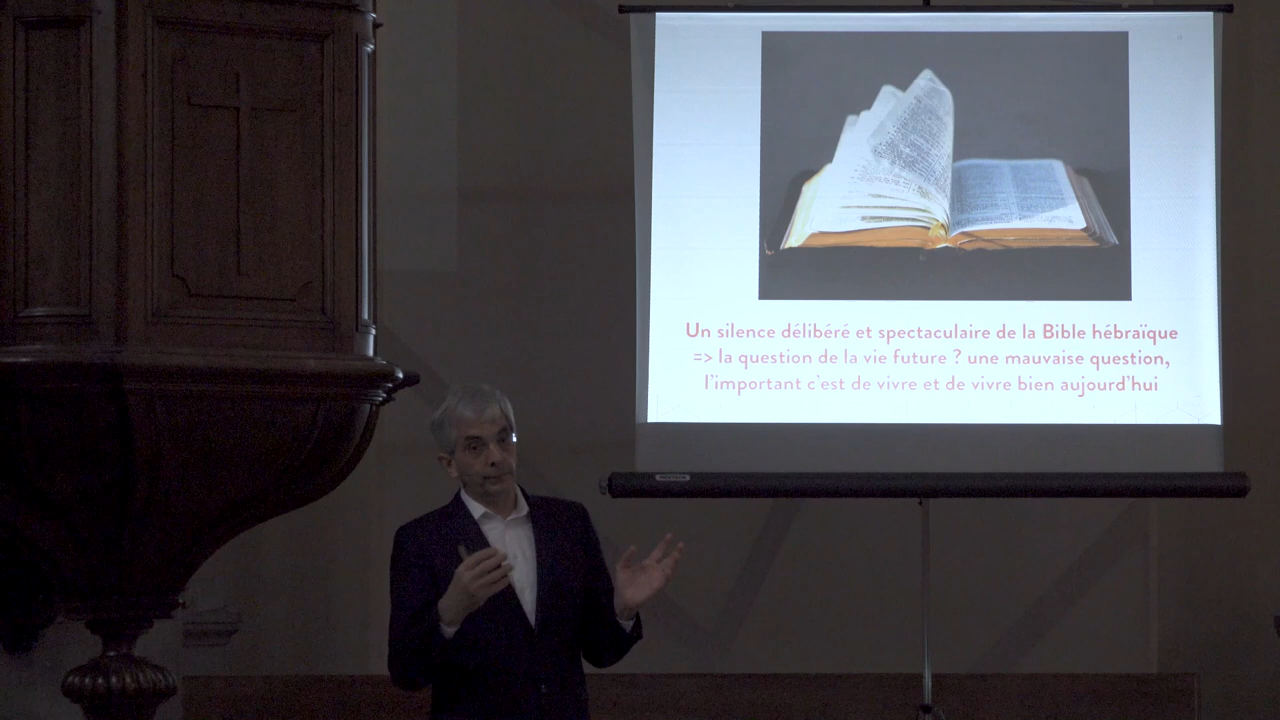 Un silence délibéré et spectaculaire de la Bible hébraïque
=> la question de la vie future ? une mauvaise question,
l'important c'est de vivre et de vivre bien aujourd'hui